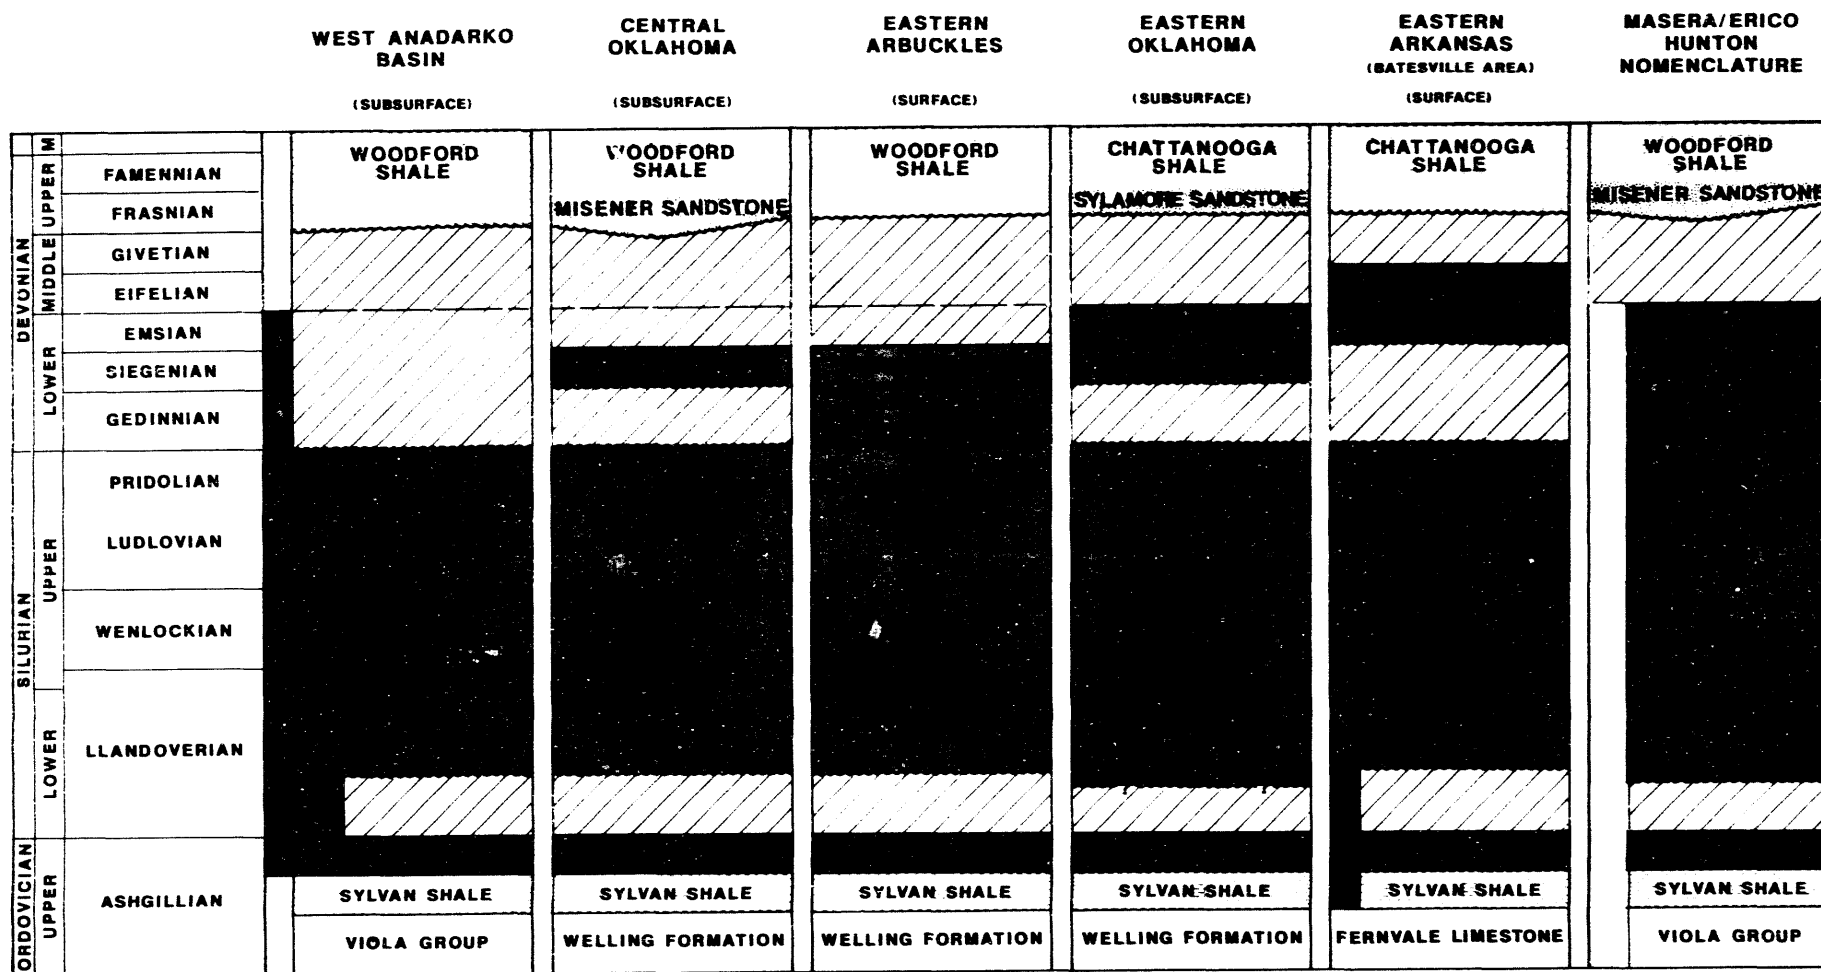 WEST ANADARKO
BASIN
(SUBSURFACE)
CENTRAL
OKLAHOMA
(SUBSURFACE)
EASTERN
ARBUCKLES
(SURFACE)
EASTERN
OKLAHOMA
(SUBSURFACE)
EASTERN
ARKANSAS
(BATESVILLE AREA)
(SURFACE)
MASERA/ERICO
HUNTON
NOMENCLATURE
DEVONIAN
SILURIAN
ORDOVICIAN
M
UPPER
MIDDLE
LOWER
UPPER
LOWER
UPPER
FAMENNIAN
FRASNIAN
GIVETIAN
EIFELIAN
EMSIAN
SIEGENIAN
GEDINNIAN
PRIDOLIAN
LUDLOVIAN
WENLOCKIAN
LLANDOVERIAN
ASHGILLIAN
WOODFORD
SHALE
SYLVAN SHALE
VIOLA GROUP
WOODFORD
SHALE
MISENER SANDSTONE
SYLVAN SHALE
WELLING FORMATION
WOODFORD
SHALE
SYLVAN SHALE
WELLING FORMATION
CHATTANOOGA
SHALE
SYLAMORE SANDSTONE
SYLVAN SHALE
WELLING FORMATION
CHATTANOOGA
SHALE
SYLVAN SHALE
FERNVALE LIMESTONE
WOODFORD
SHALE
MISENER SANDSTONE
SYLVAN SHALE
VIOLA GROUP